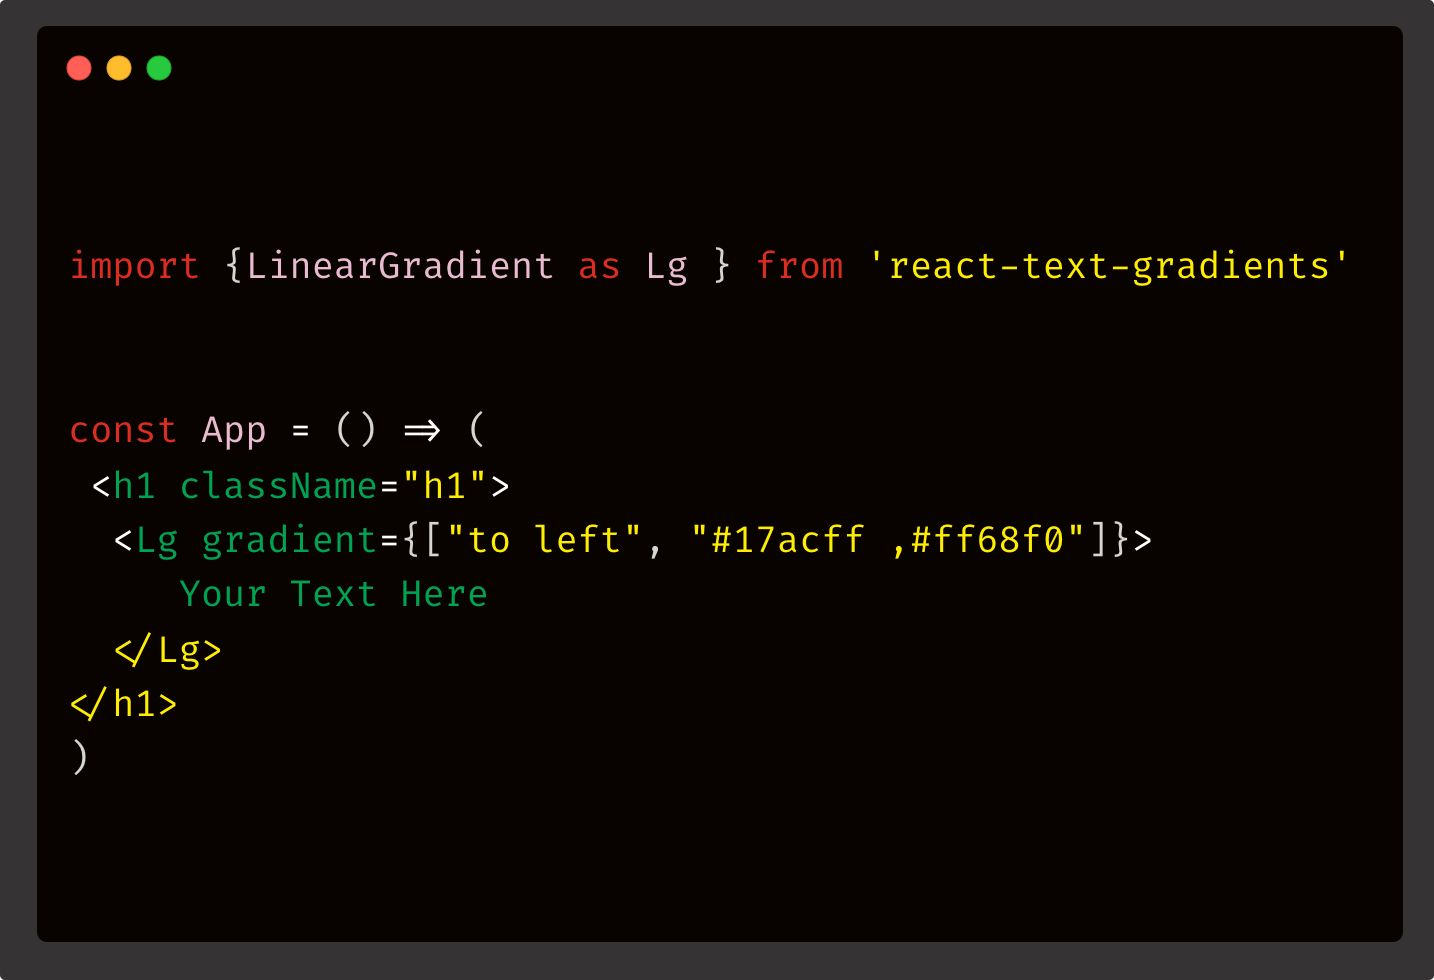 import {LinearGradient as Lg } from 'react-text-gradients'
const App = () => (
<h1 className="h1">
<Lg gradient={["to left", "#17acff ,#ff68f0"]}>
Your Text Here
</Lg>
</h1>
)